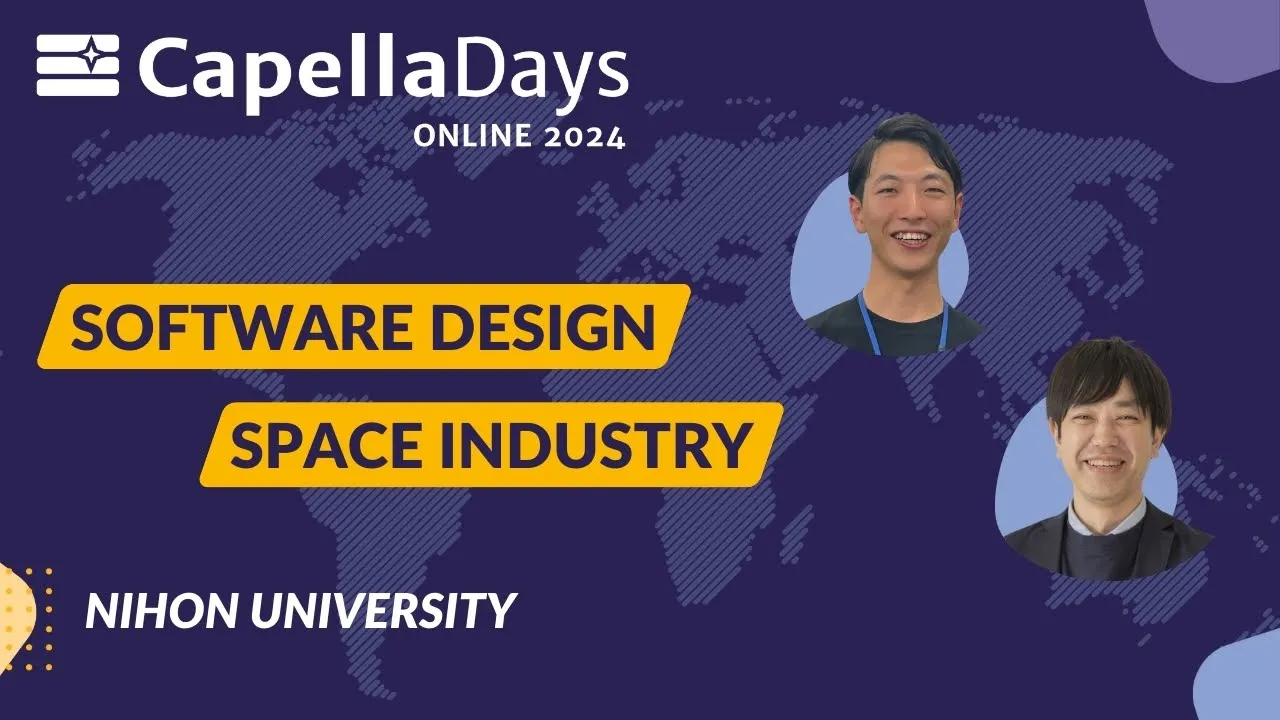 CapellaDays
ONLINE 2024
SOFTWARE DESIGN
SPACE INDUSTRY
NIHON UNIVERSITY